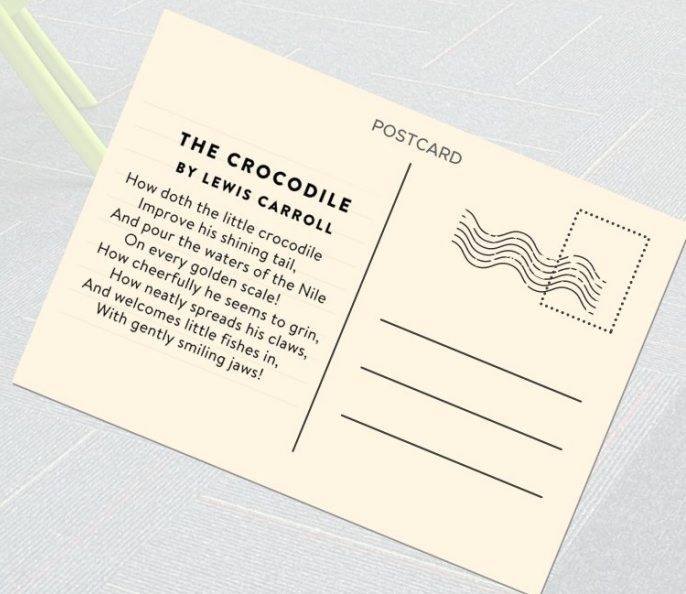 THE CROCODILE
BY LEWIS CARROLL
How doth the little crocodile
Improve his shining tail,
And pour the waters of the Nile
On every golden scale!
How cheerfully he seems to grin,
How neatly spreads his claws,
And welcomes little fishes in,
With gently smiling jaws!
POSTCARD